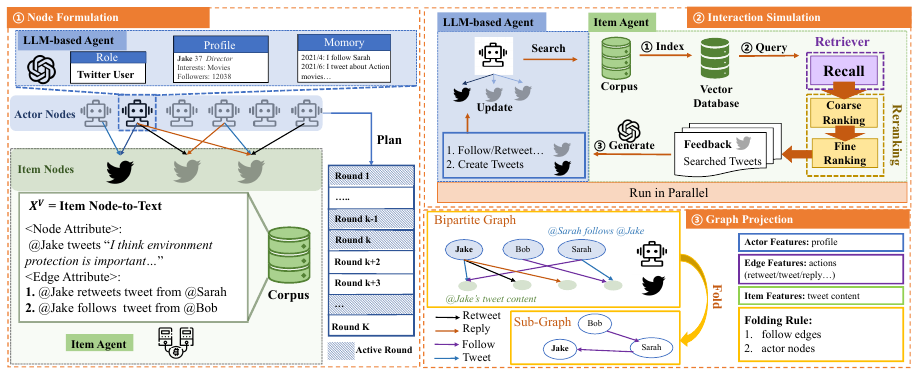 ① Node Formulation
LLM-based Agent
Role
Twitter User
Profile
Jake 37 Director
Interests: Movies
Followers: 12038
Momory
2021/4: I follow Sarah
2021/6: I tweet about Action
movies…
Actor Nodes
Plan
Item Nodes
X^V = Item Node-to-Text
<Node Attribute>:
@Jake tweets “I think environment
protection is important…”
<Edge Attribute>:
1. @Jake retweets tweet from @Sarah
2. @Jake follows tweet from @Bob
Corpus
Item Agent
Round 1
…..
Round k-1
Round k
Round k+2
Round k+3
…
Round K
Active Round
② Interaction Simulation
LLM-based Agent
Item Agent
Search
Update
1. Follow/Retweet…
2. Create Tweets
Corpus
① Index
Vector
Database
② Query
Retriever
Recall
Coarse
Ranking
Fine
Ranking
Reranking
Feedback
Searched Tweets
③ Generate
Run in Parallel
③ Graph Projection
Bipartite Graph
@Sarah follows @Jake
Jake
Bob
Sarah
@Jake's tweet content
Retweet
Reply
Follow
Tweet
Sub-Graph
Bob
Jake
Sarah
Fold
Actor Features: profile
Edge Features: actions
(retweet/tweet/reply…)
Item Features: tweet content
Folding Rule:
1. follow edges
2. actor nodes